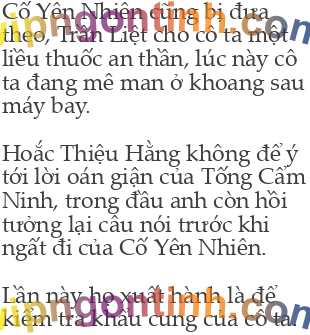 Cố Yên Nhiên cũng bị đưa
theo, Trần Liệt cho cô ta một
liều thuốc an thần, lúc này cô
ta đang mê man ở khoang sau
máy bay.
Hoắc Thiệu Hằng không để ý
tới lời oán giận của Tống Cẩm
Ninh, trong đầu anh còn hồi
tưởng lại câu nói trước khi
ngất đi của Cố Yên Nhiên.
Lần này họ xuất hành là để
kiểm tra khẩu cung của cô ta